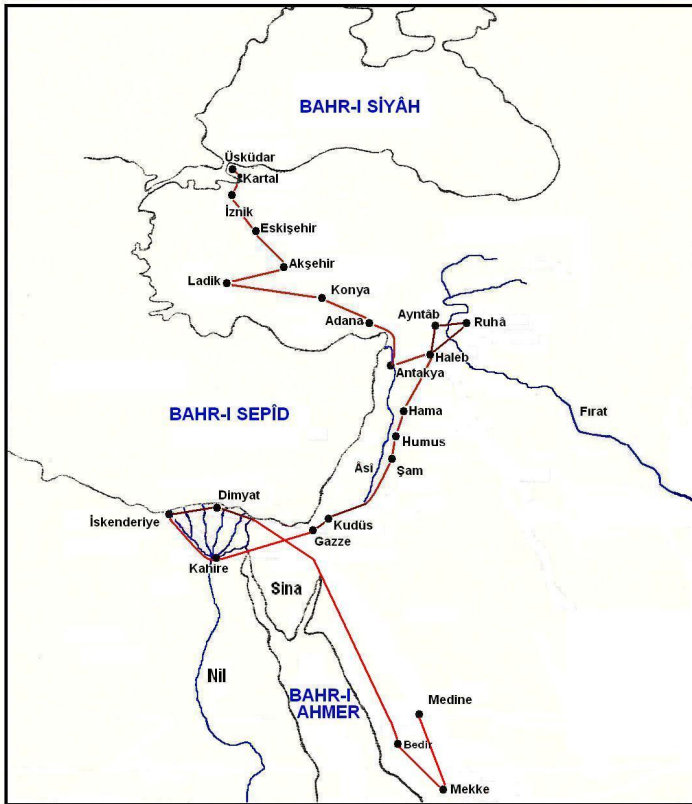 BAHR-I SİYÂH
Üsküdar
Kartal
İznik
Eskişehir
Akşehir
Ladik
Konya
Adana
Ayntâb
Ruhâ
Haleb
Antakya
Hama
Fırat
BAHR-I SEPÎD
Humus
Âsî
Şam
Dimyat
İskenderiye
Kudüs
Gazze
Kahire
Sina
Nil
BAHR-I
AHMER
Medine
Bedir
Mekke